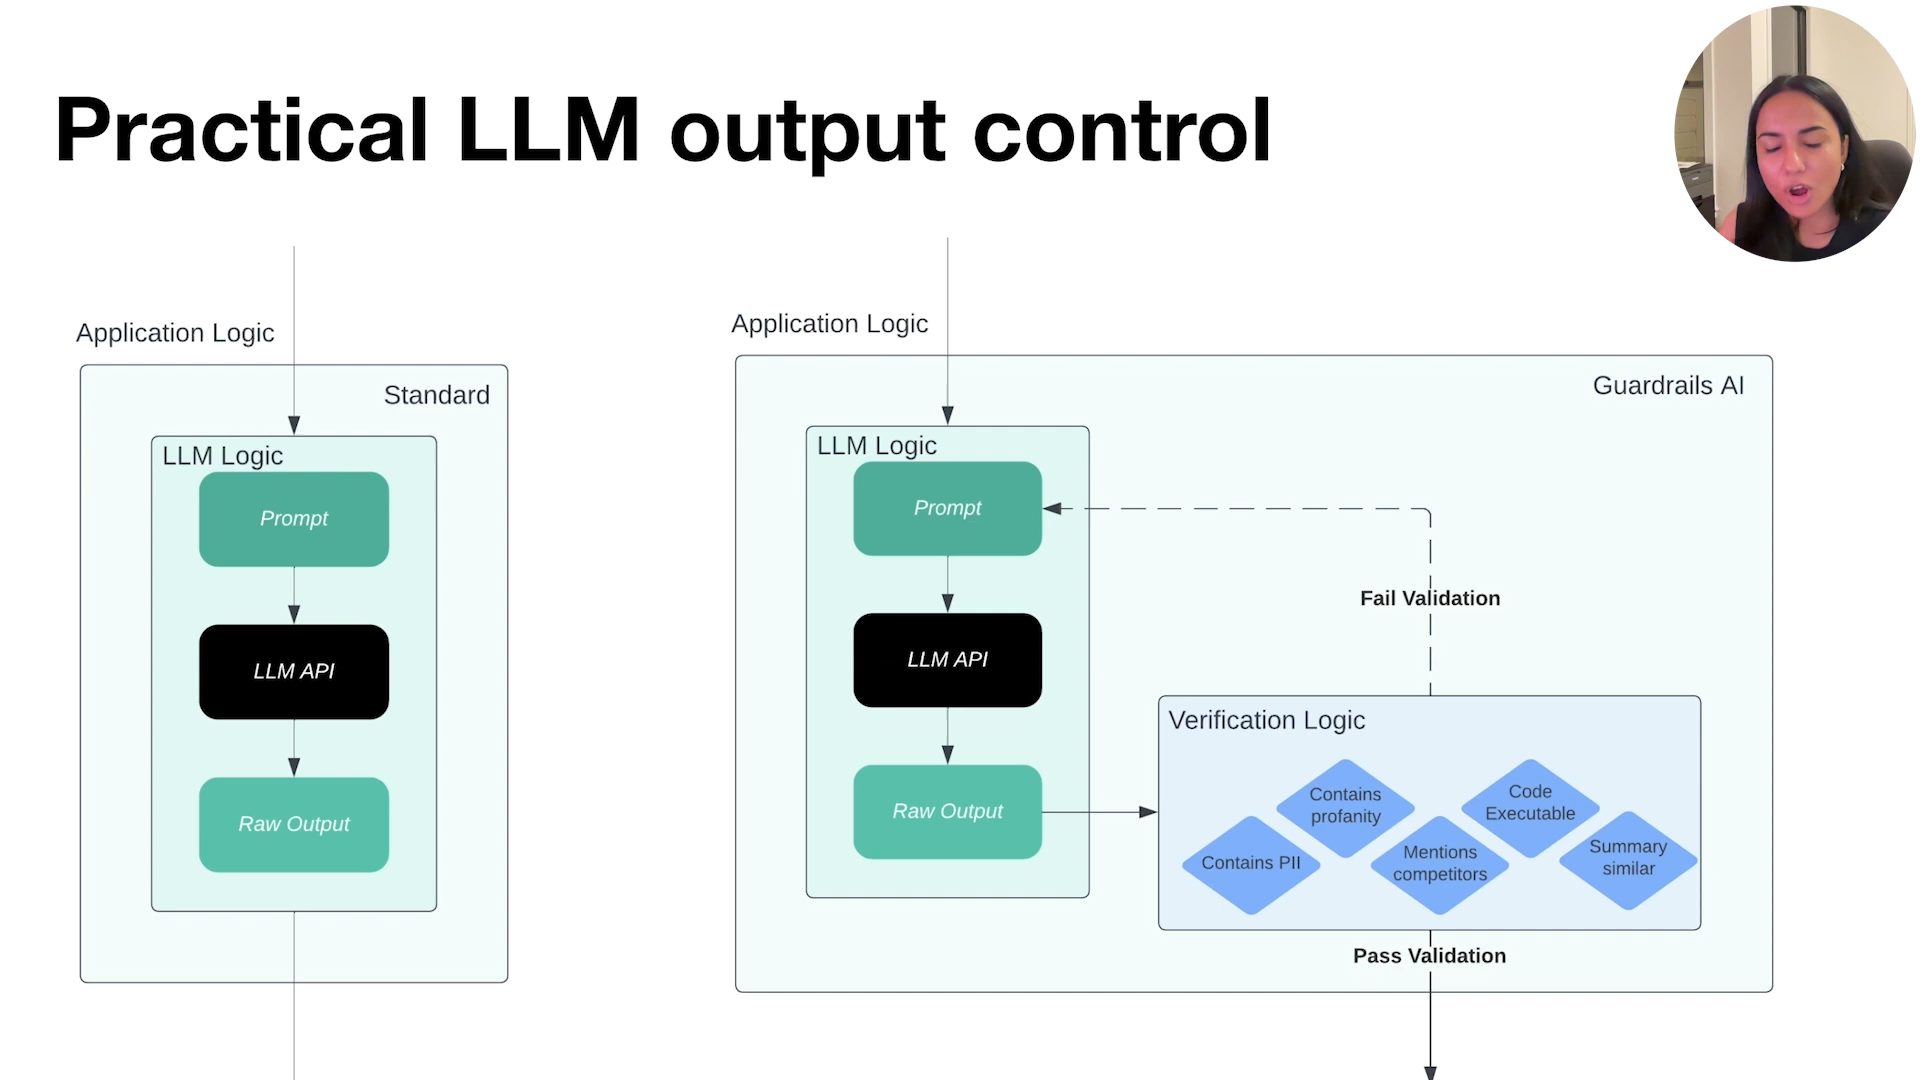 Practical LLM output control
Application Logic
Standard
LLM Logic
Prompt
LLM API
Raw Output
Application Logic
Guardrails AI
LLM Logic
Prompt
LLM API
Raw Output
Fail Validation
Verification Logic
Contains PII
Contains
profanity
Mentions
competitors
Code
Executable
Summary
similar
Pass Validation